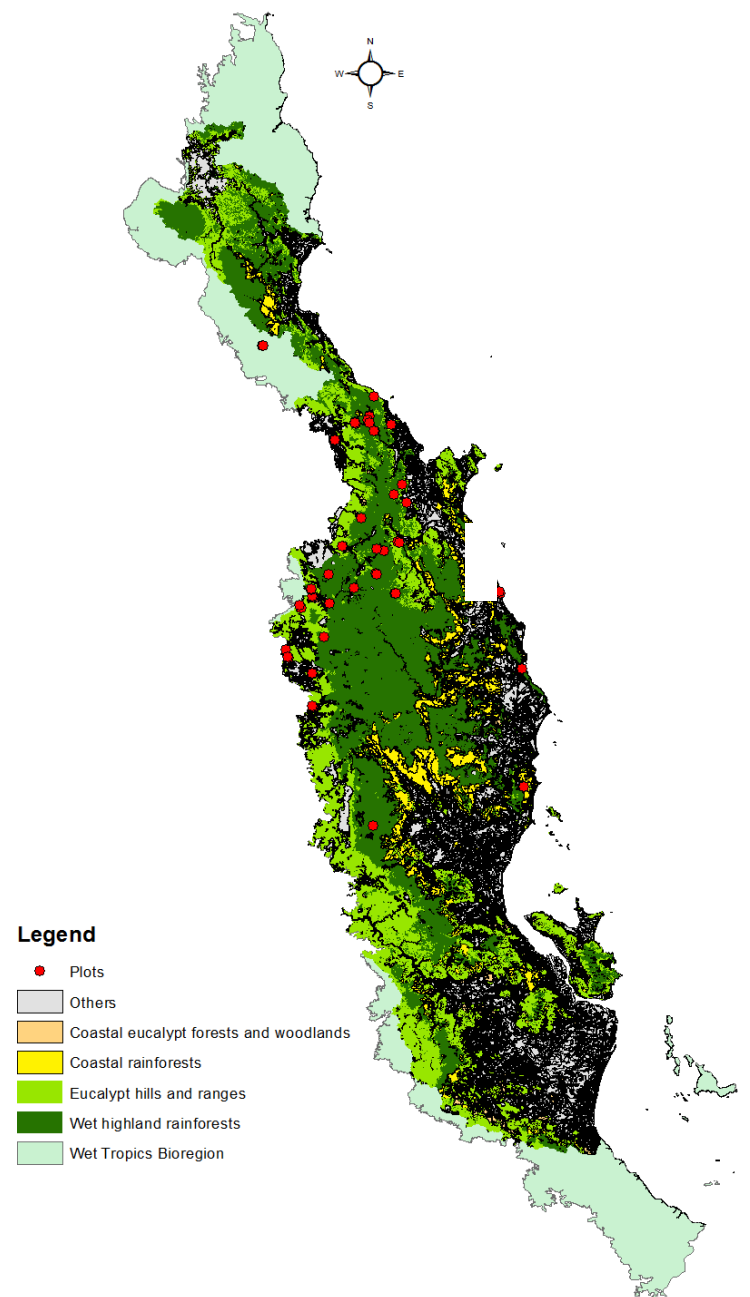 N
W E
S
Legend
Plots
Others
Coastal eucalypt forests and woodlands
Coastal rainforests
Eucalypt hills and ranges
Wet highland rainforests
Wet Tropics Bioregion